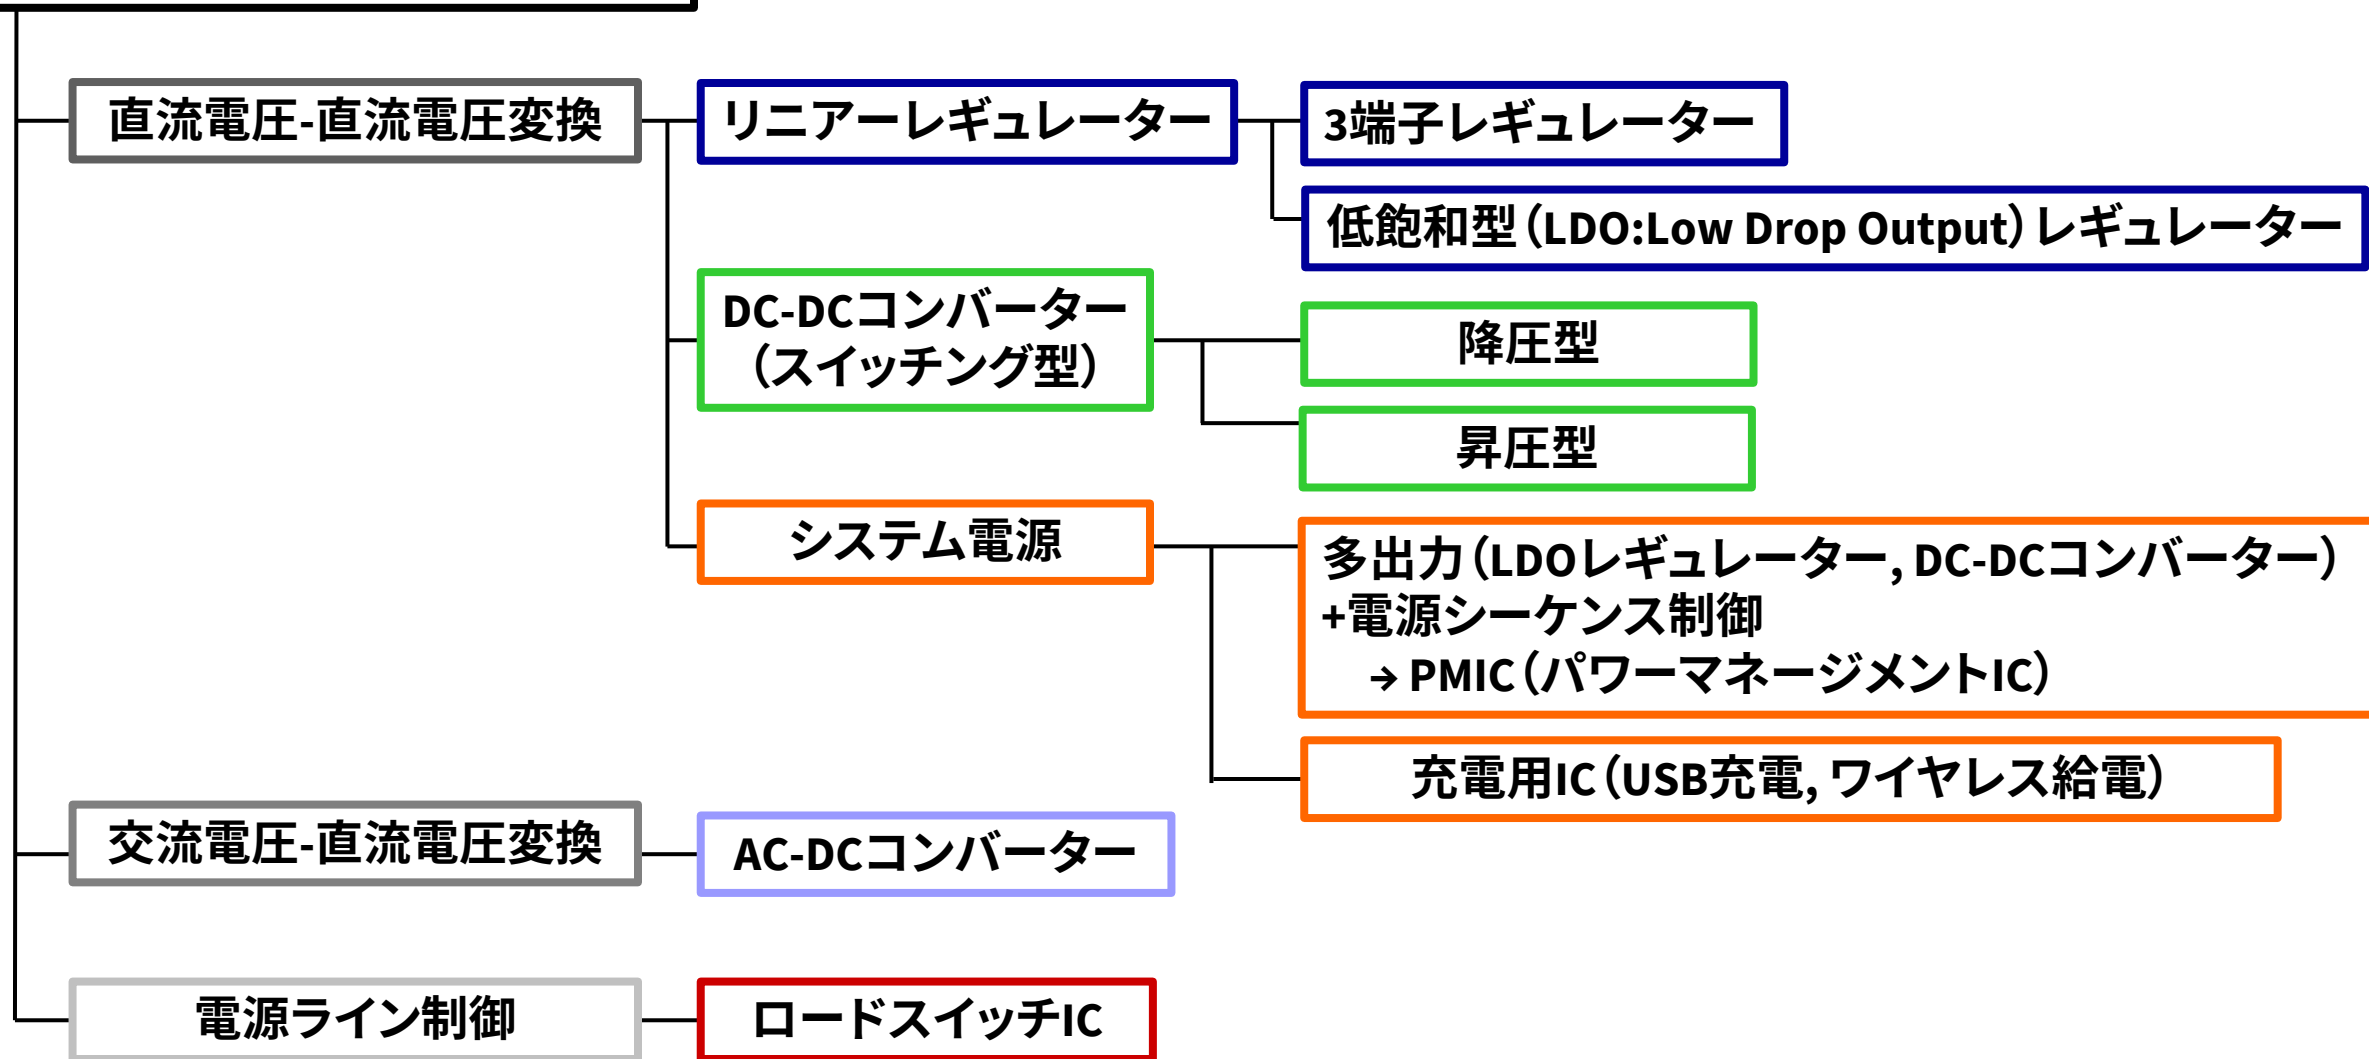 直流電圧-直流電圧変換
リニアーレギュレーター
3端子レギュレーター
低飽和型（LDO:Low Drop Output）レギュレーター
DC-DCコンバーター
（スイッチング型）
降圧型
昇圧型
システム電源
多出力（LDOレギュレーター, DC-DCコンバーター）
+電源シーケンス制御
→ PMIC（パワーマネージメントIC）
充電用IC（USB充電, ワイヤレス給電）
交流電圧-直流電圧変換
AC-DCコンバーター
電源ライン制御
ロードスイッチIC